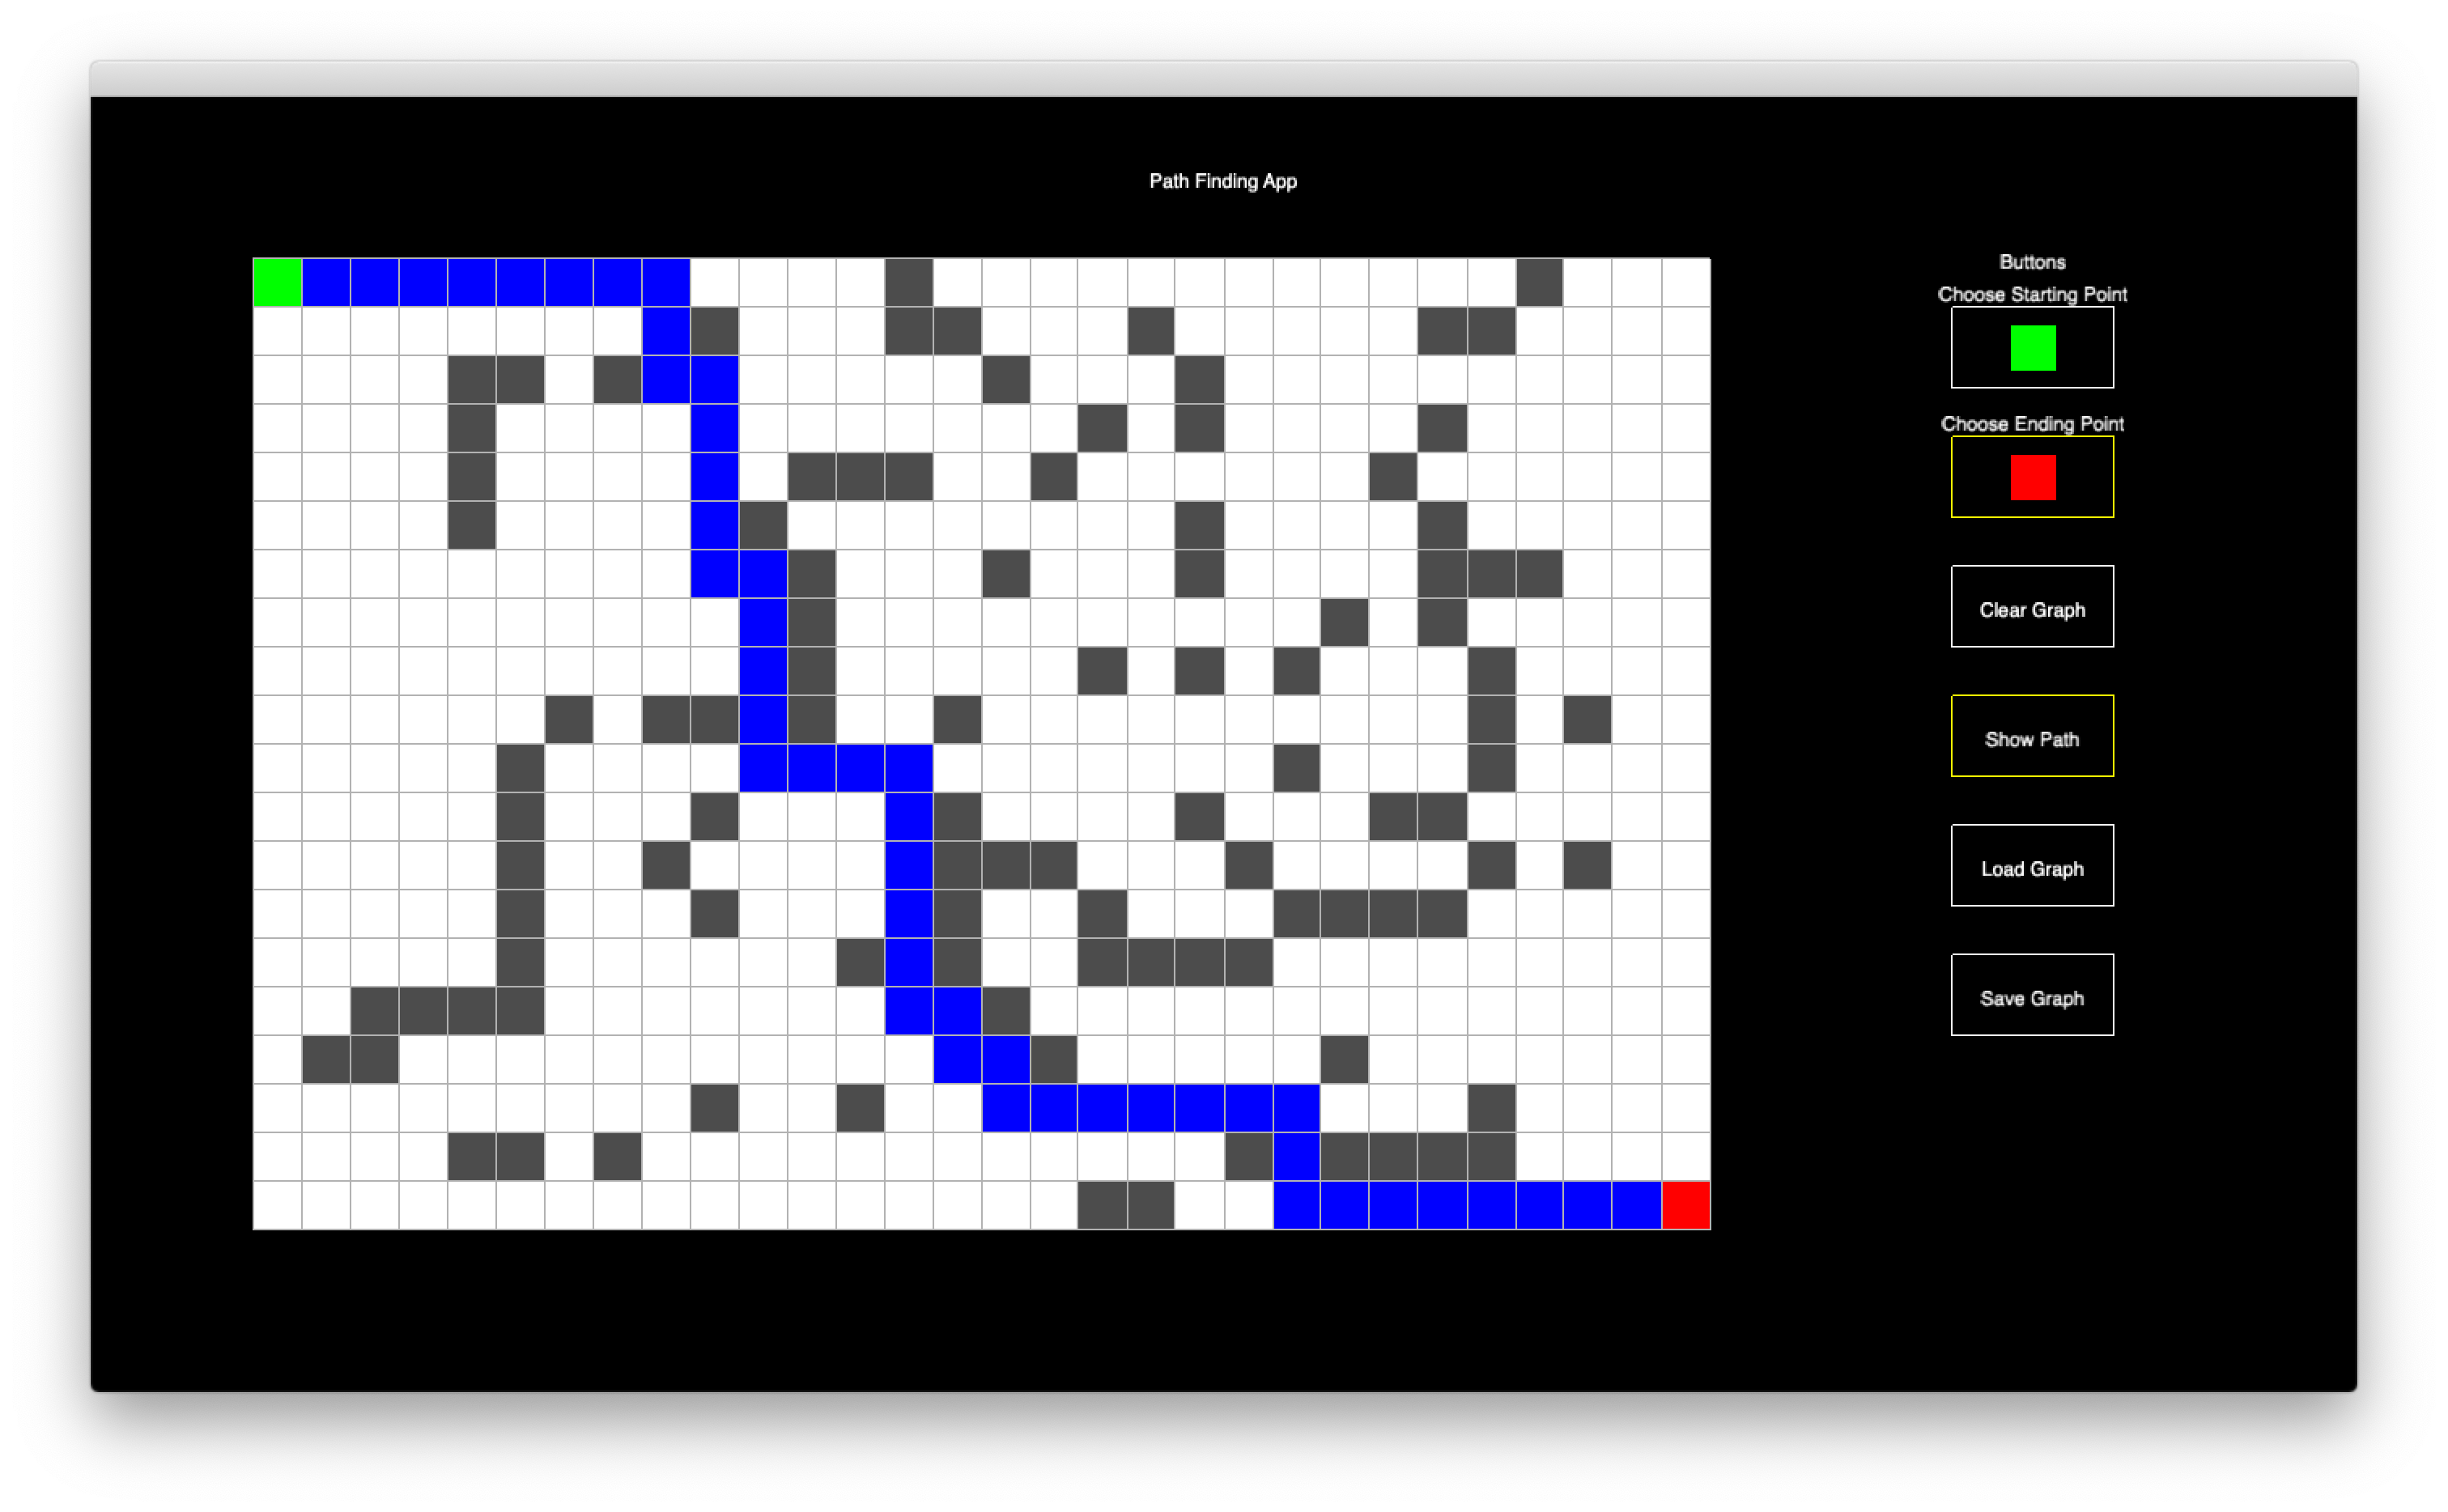 Path Finding App
Buttons
Choose Starting Point
Choose Ending Point
Clear Graph
Show Path
Load Graph
Save Graph